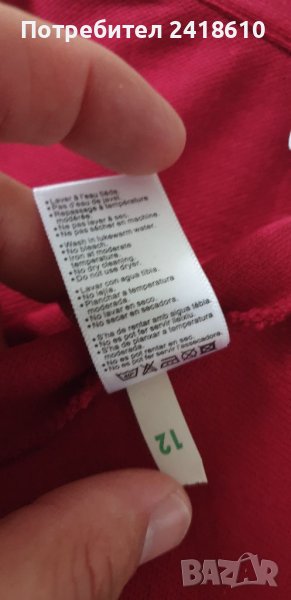 Потребител 2418610
• Laver à l'eau tiède.
• Pas d'eau de javel.
• Repassage à température
modérée.
• Ne pas laver à sec.
• Ne pas sécher en machine
• Wash in lukewarm water.
• No bleach.
• Iron at moderate
temperature.
• No dry cleaning.
• Do not use dryer.
• Lavar con agua tibia.
• No lejía.
• Planchar a temperatura
moderada.
• No lavar en seco.
• No sacar en secadora.
• S'ha de rentar amb aigua tébia.
• No es pot fer servir lleixiu.
• S'ha de planxar a temperatura
moderada.
• No es pot rentar en sec.
• No es pot fer servir l'assecadora.
12
BAZAR